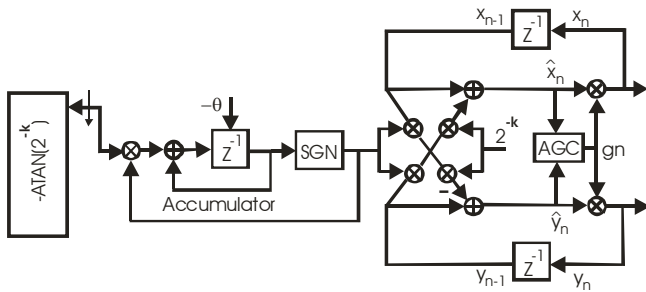 x_{n-1}
Z^{-1}
x_n
-ATAN(2^{-k})
−θ
Z^{-1}
SGN
Accumulator
2^{-k}
−
x̂_n
AGC
gn
ŷ_n
y_{n-1}
Z^{-1}
y_n